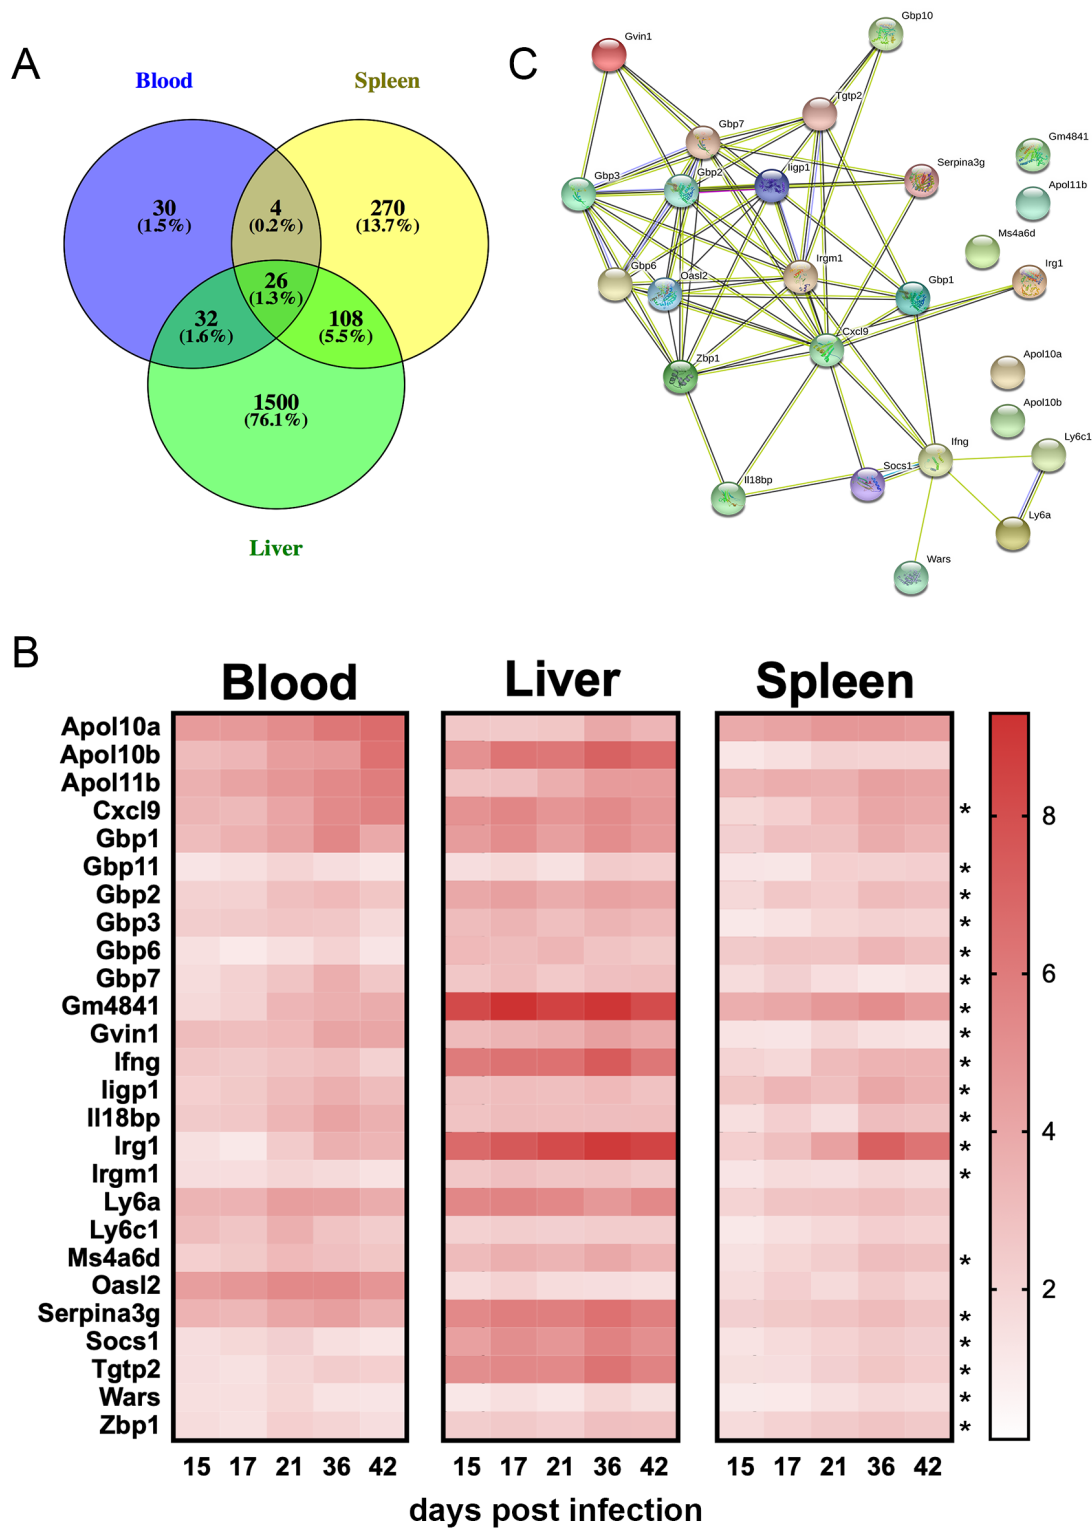 A
Blood
Spleen
30
(1.5%)
4
(0.2%)
270
(13.7%)
26
(1.3%)
32
(1.6%)
108
(5.5%)
1500
(76.1%)
Liver
C
Gbp10
Gvin1
Tgtp2
Gbp7
Gm4841
Serpina3g
Gbp3
Gbp2
Iigp1
Apol11b
Ms4a6d
Irgm1
Irg1
Gbp6
Oasl2
Gbp1
Cxcl9
Zbp1
Apol10a
Apol10b
Ifng
Ly6c1
Socs1
Il18bp
Ly6a
Wars
B
Blood Liver Spleen
Apol10a
Apol10b
Apol11b
Cxcl9 *
Gbp1
Gbp11 *
Gbp2 *
Gbp3 *
Gbp6 *
Gbp7 *
Gm4841 *
Gvin1 *
Ifng *
Iigp1 *
Il18bp *
Irg1 *
Irgm1 *
Ly6a
Ly6c1
Ms4a6d *
Oasl2
Serpina3g *
Socs1 *
Tgtp2 *
Wars *
Zbp1 *
8
6
4
2
15 17 21 36 42 15 17 21 36 42 15 17 21 36 42
days post infection